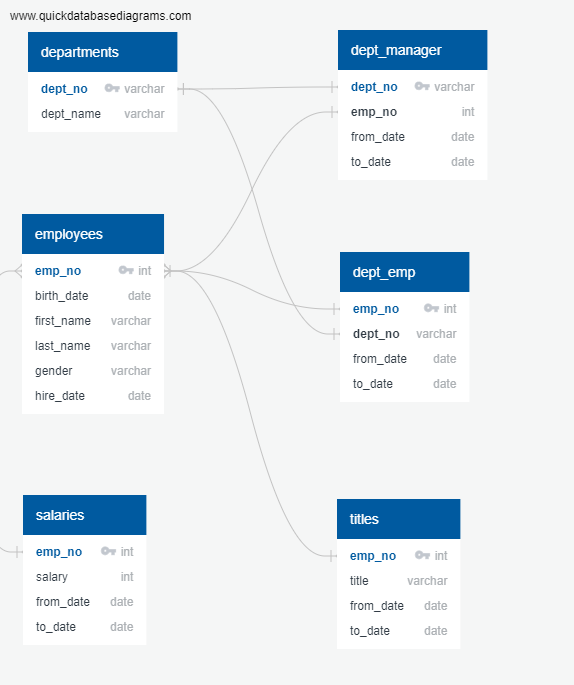 www.quickdatabasediagrams.com
departments
dept_no varchar
dept_name varchar
dept_manager
dept_no varchar
emp_no int
from_date date
to_date date
employees
emp_no int
birth_date date
first_name varchar
last_name varchar
gender varchar
hire_date date
dept_emp
emp_no int
dept_no varchar
from_date date
to_date date
salaries
emp_no int
salary int
from_date date
to_date date
titles
emp_no int
title varchar
from_date date
to_date date